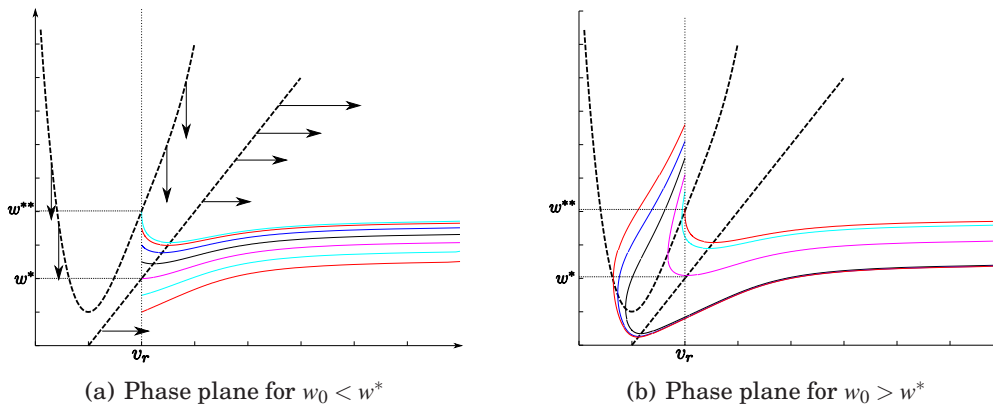 w**
w*
v_r
(a) Phase plane for w₀ < w*
w**
w*
v_r
(b) Phase plane for w₀ > w*